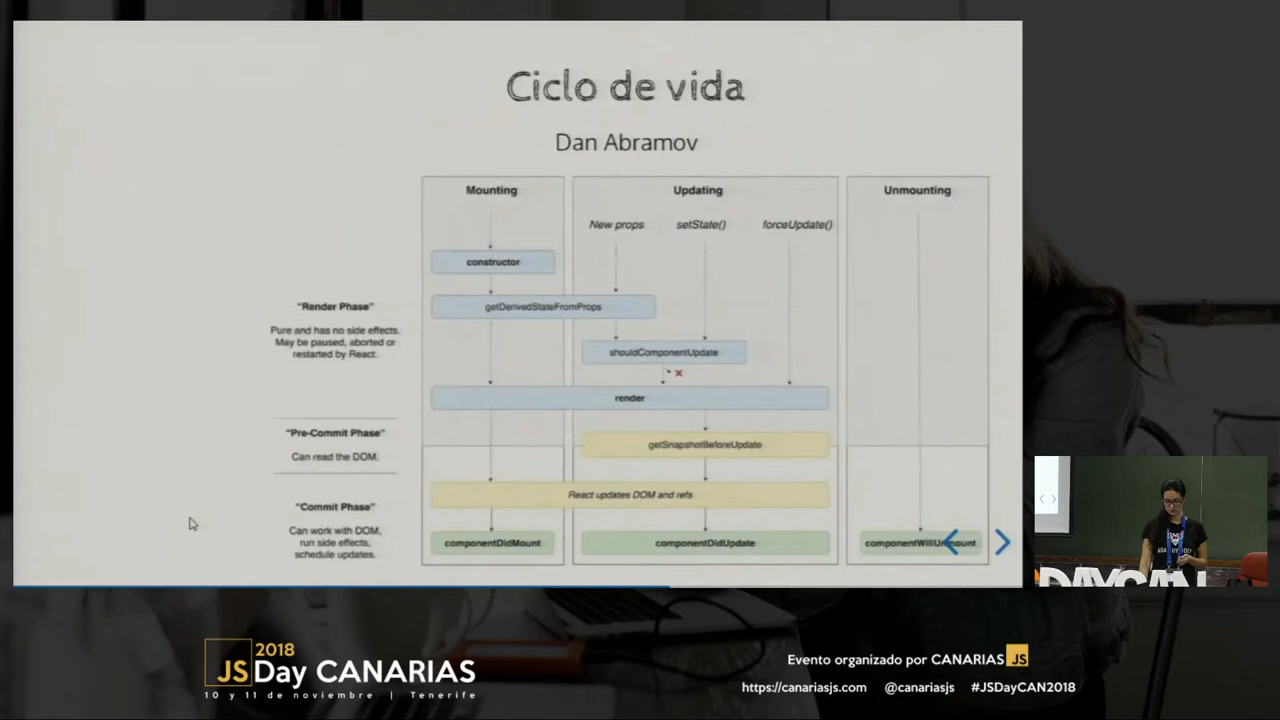 Ciclo de vida
Dan Abramov
Mounting
Updating
Unmounting
New props
setState()
forceUpdate()
constructor
"Render Phase"
getDerivedStateFromProps
Pure and has no side effects.
May be paused, aborted or
restarted by React.
shouldComponentUpdate
render
"Pre-Commit Phase"
Can read the DOM.
getSnapshotBeforeUpdate
React updates DOM and refs
"Commit Phase"
Can work with DOM,
run side effects,
schedule updates.
componentDidMount
componentDidUpdate
componentWillUnmount
DAYCAN
2018
JSDay CANARIAS
10 y 11 de noviembre | Tenerife
Evento organizado por CANARIAS JS
https://canariasjs.com @canariasjs #JSDayCAN2018